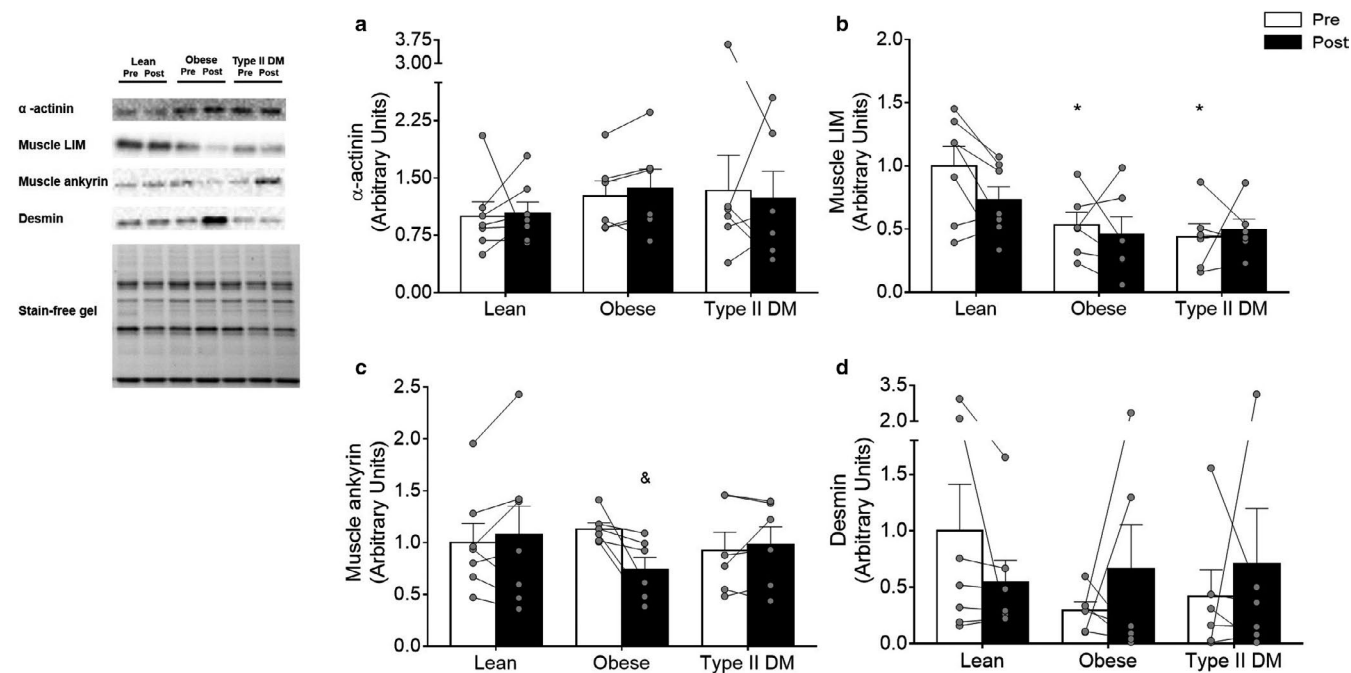 Lean Obese Type II DM
Pre Post Pre Post Pre Post
α -actinin
Muscle LIM
Muscle ankyrin
Desmin
Stain-free gel
a
3.75
3.00
2.25
1.50
0.75
0.00
α-actinin
(Arbitrary Units)
Lean Obese Type II DM
b
2.0
1.5
1.0
0.5
0.0
Muscle LIM
(Arbitrary Units)
* *
Lean Obese Type II DM
Pre
Post
c
2.5
2.0
1.5
1.0
0.5
0.0
Muscle ankyrin
(Arbitrary Units)
&
Lean Obese Type II DM
d
3.5
2.0
1.0
0.5
0.0
Desmin
(Arbitrary Units)
Lean Obese Type II DM